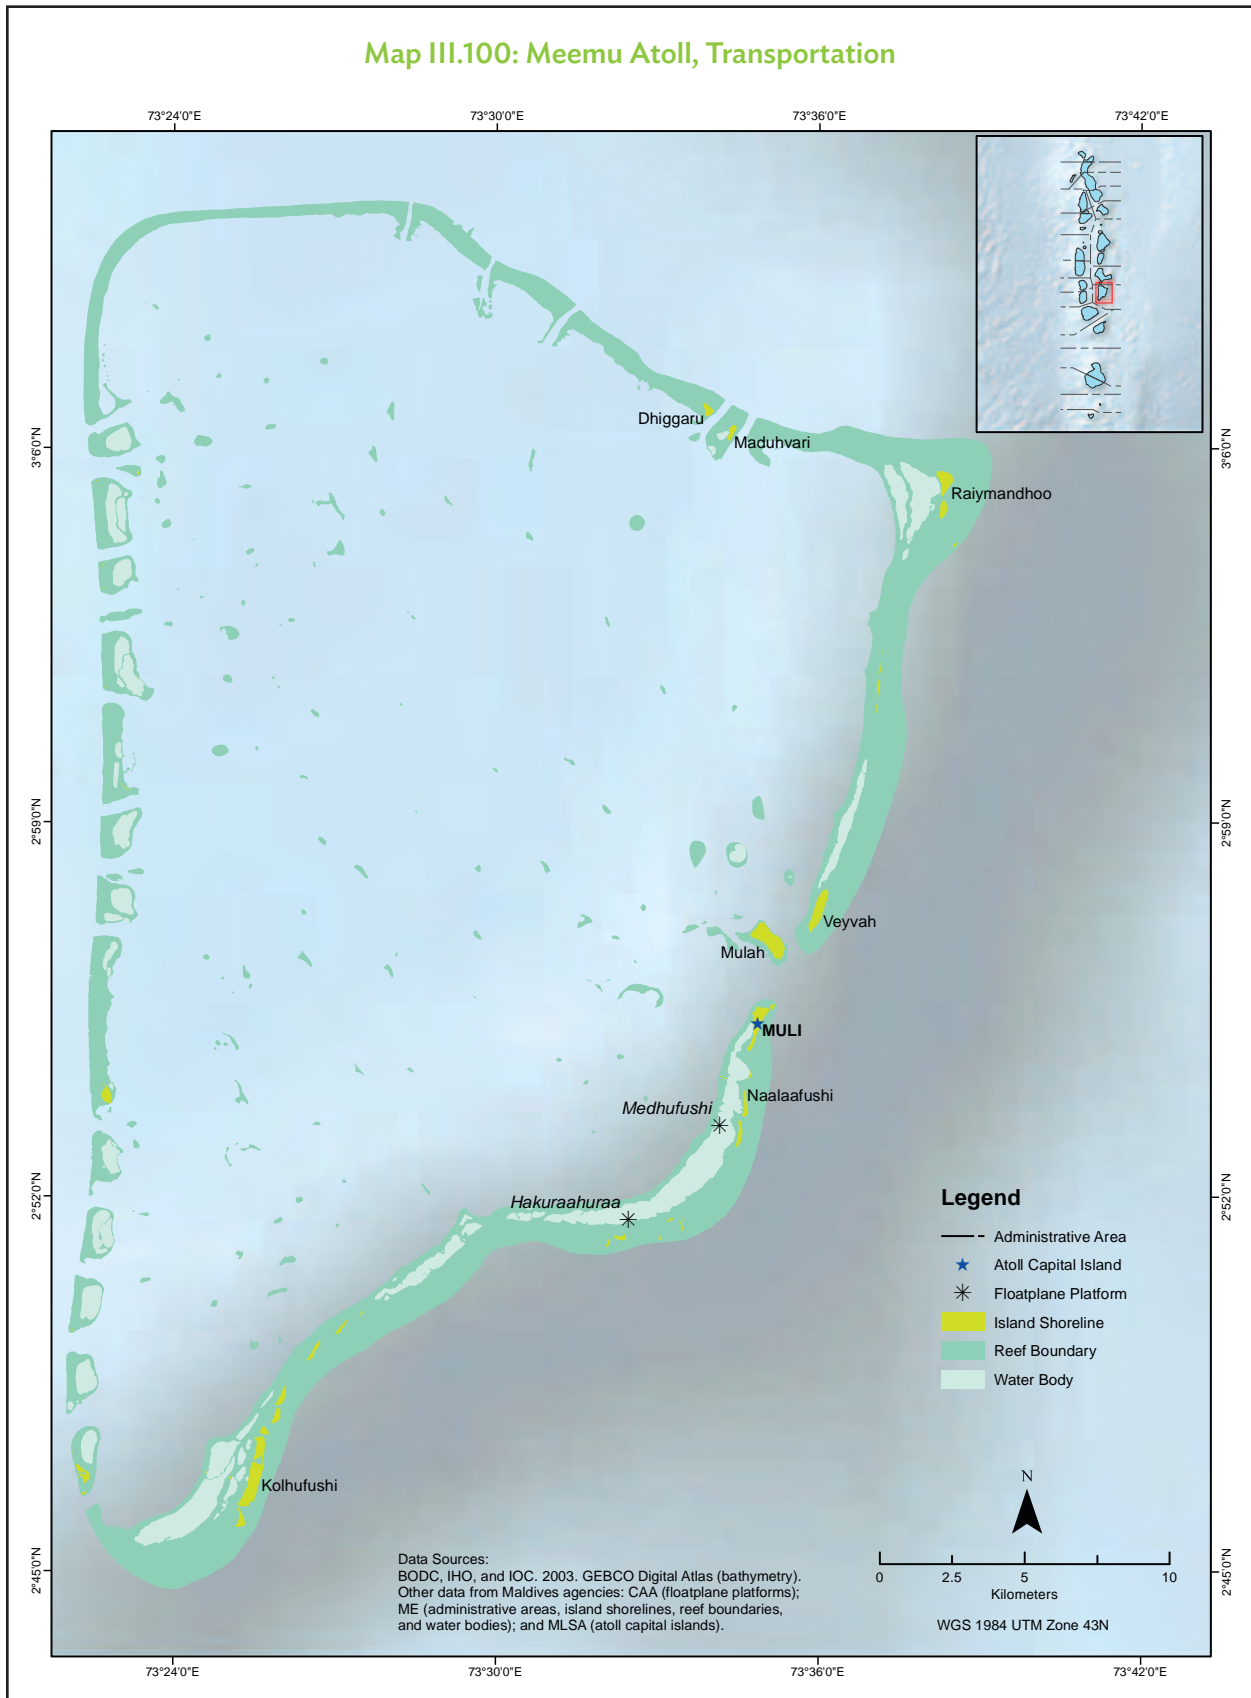 Map III.100: Meemu Atoll, Transportation
73°24'0"E
73°30'0"E
73°36'0"E
73°42'0"E
3°6'0"N
3°6'0"N
2°59'0"N
2°59'0"N
2°52'0"N
2°52'0"N
2°45'0"N
2°45'0"N
Dhiggaru
Maduhvari
Raiymandhoo
Veyvah
Mulah
MULI
Naalaafushi
Medhufushi
Hakuraahuraa
Kolhufushi
Legend
Administrative Area
Atoll Capital Island
Floatplane Platform
Island Shoreline
Reef Boundary
Water Body
N
0 2.5 5 10
Kilometers
WGS 1984 UTM Zone 43N
Data Sources:
BODC, IHO, and IOC. 2003. GEBCO Digital Atlas (bathymetry).
Other data from Maldives agencies: CAA (floatplane platforms);
ME (administrative areas, island shorelines, reef boundaries,
and water bodies); and MLSA (atoll capital islands).
73°24'0"E
73°30'0"E
73°36'0"E
73°42'0"E